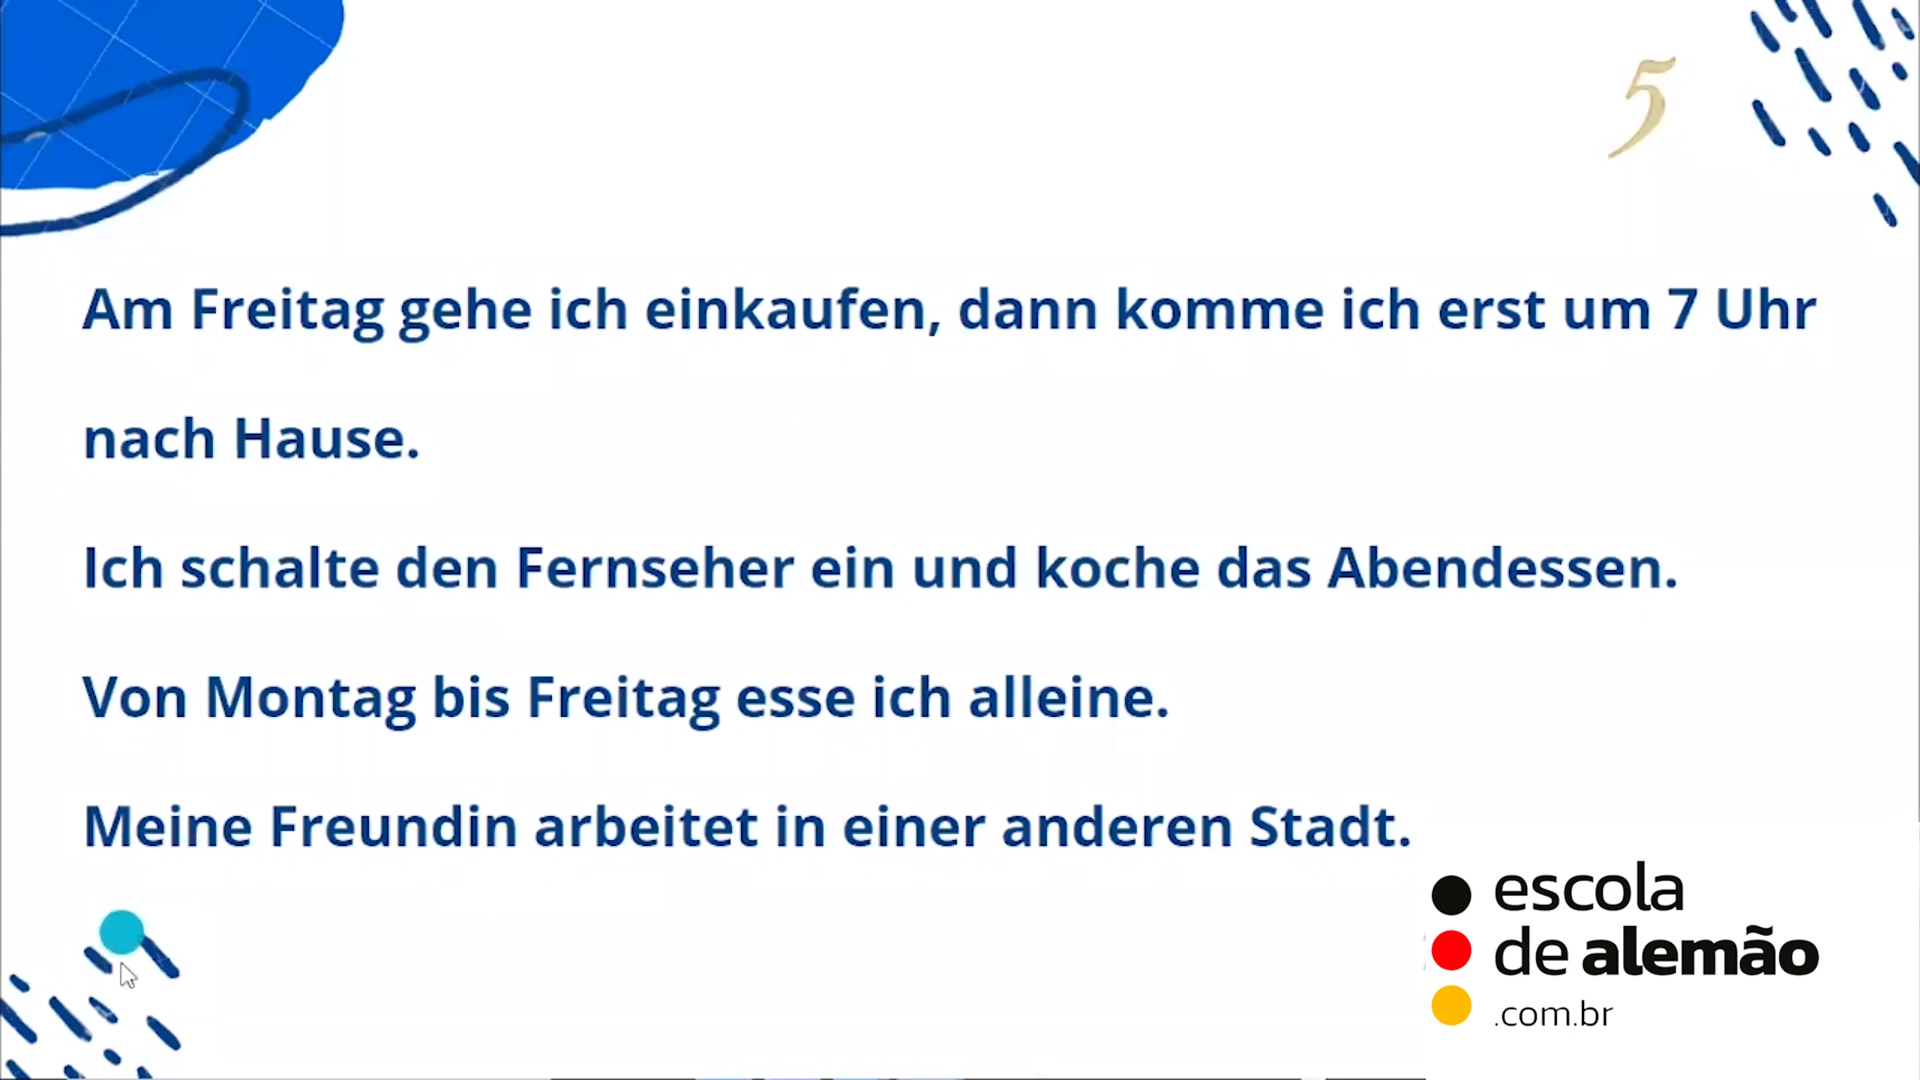 5
Am Freitag gehe ich einkaufen, dann komme ich erst um 7 Uhr
nach Hause.
Ich schalte den Fernseher ein und koche das Abendessen.
Von Montag bis Freitag esse ich alleine.
Meine Freundin arbeitet in einer anderen Stadt.
escola
de alemão
.com.br